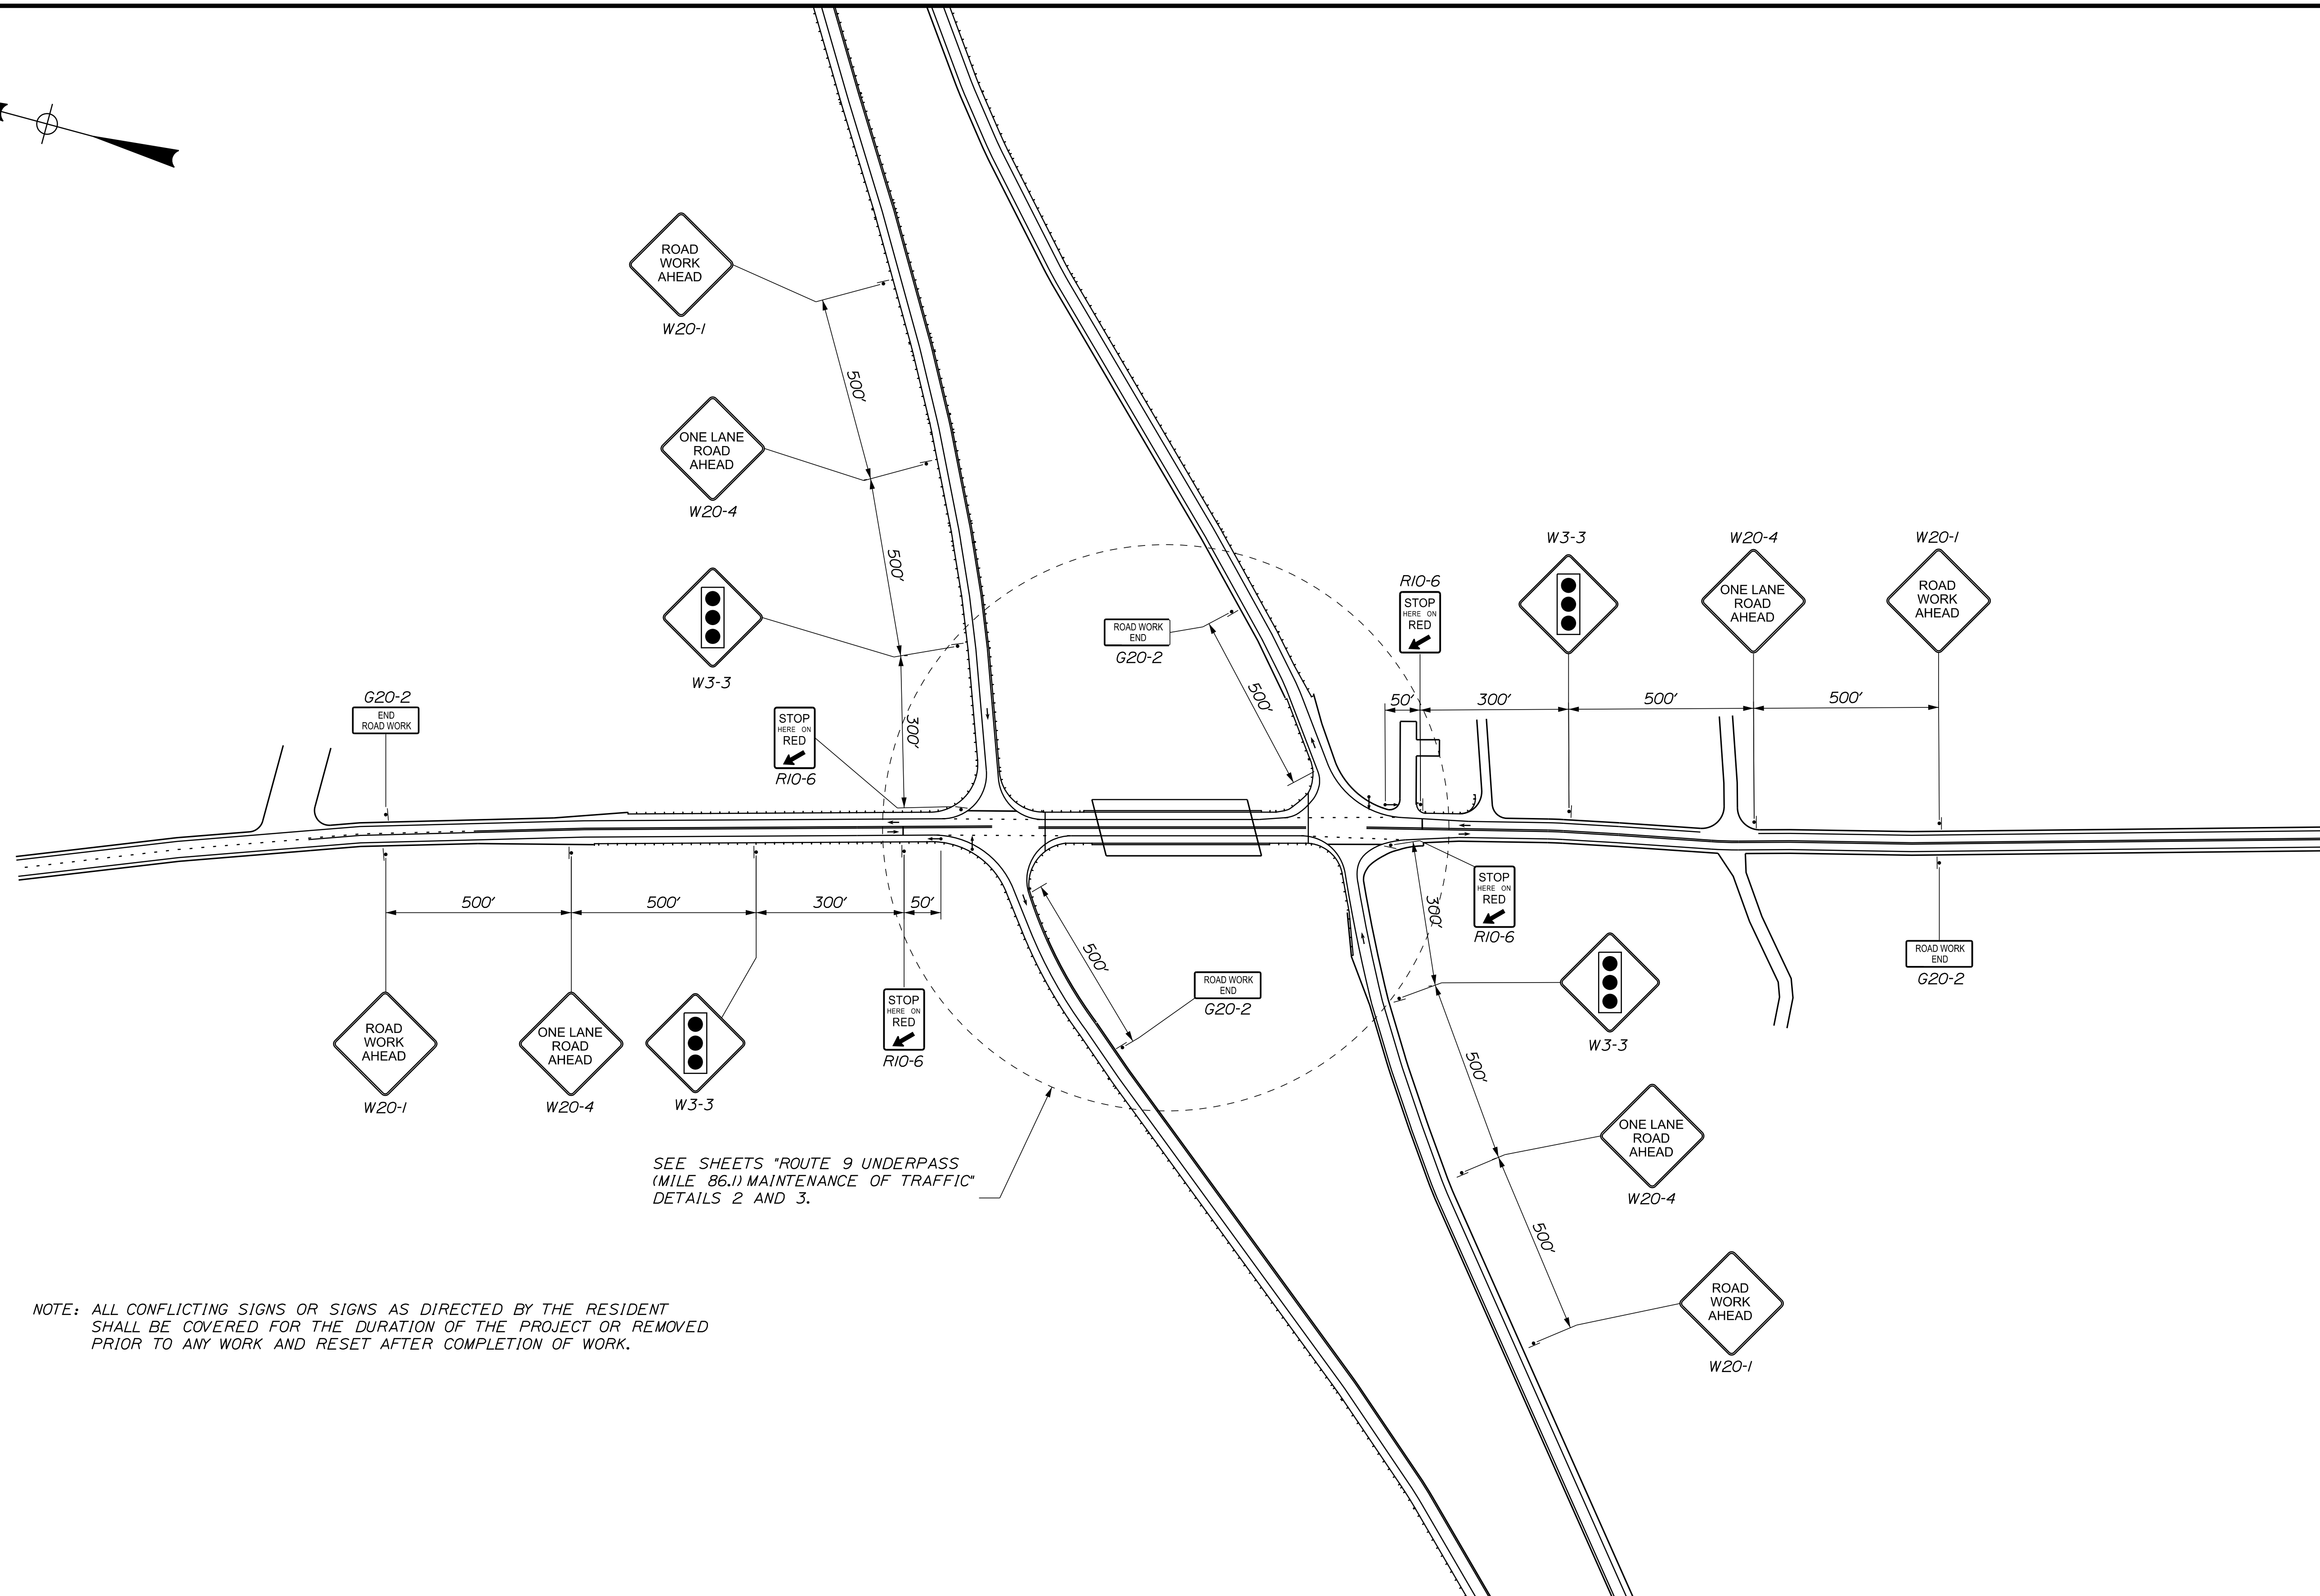 ROAD
WORK
AHEAD
W20-1
500'
ONE LANE
ROAD
AHEAD
W20-4
500'
W3-3
300'
STOP
HERE ON
RED
R10-6
G20-2
END
ROAD WORK
ROAD WORK
END
G20-2
500'
R10-6
STOP
HERE ON
RED
W3-3
W20-4
ONE LANE
ROAD
AHEAD
W20-1
ROAD
WORK
AHEAD
50'
300'
500'
500'
500'
500'
300'
50'
ROAD
WORK
AHEAD
W20-1
ONE LANE
ROAD
AHEAD
W20-4
W3-3
STOP
HERE ON
RED
R10-6
500'
ROAD WORK
END
G20-2
STOP
HERE ON
RED
R10-6
300'
W3-3
500'
ONE LANE
ROAD
AHEAD
W20-4
500'
ROAD
WORK
AHEAD
W20-1
ROAD WORK
END
G20-2
SEE SHEETS "ROUTE 9 UNDERPASS
(MILE 86.1) MAINTENANCE OF TRAFFIC"
DETAILS 2 AND 3.
NOTE: ALL CONFLICTING SIGNS OR SIGNS AS DIRECTED BY THE RESIDENT
SHALL BE COVERED FOR THE DURATION OF THE PROJECT OR REMOVED
PRIOR TO ANY WORK AND RESET AFTER COMPLETION OF WORK.